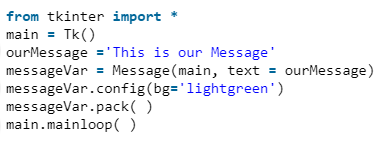 from tkinter import *
main = Tk()
ourMessage ='This is our Message'
messageVar = Message(main, text = ourMessage)
messageVar.config(bg='lightgreen')
messageVar.pack( )
main.mainloop( )